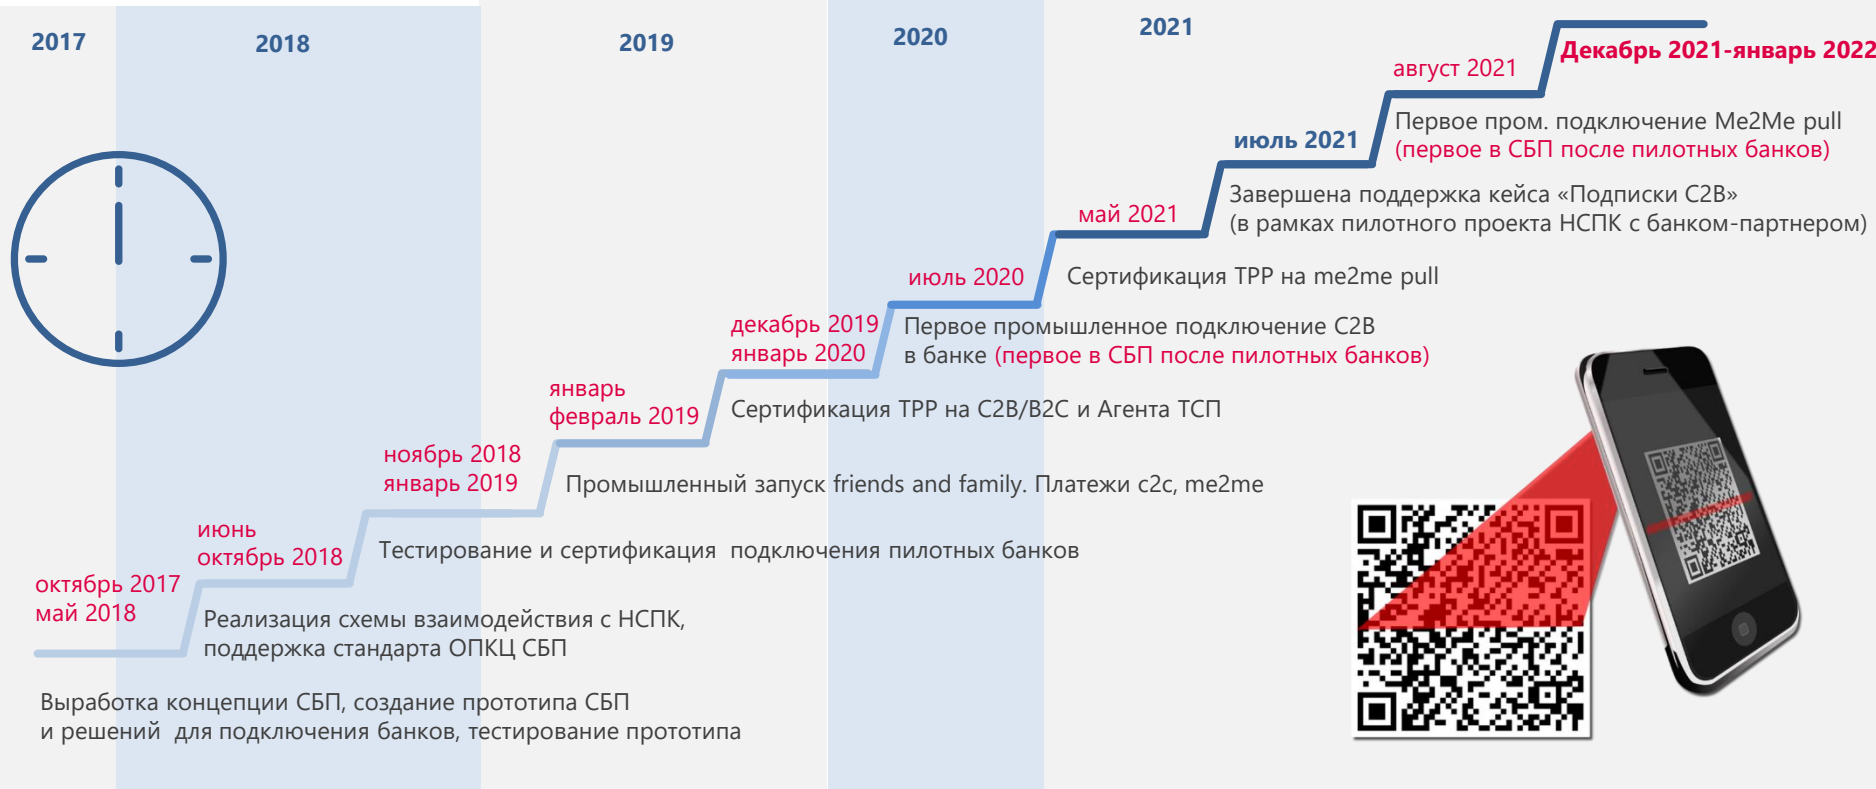 2017
2018
2019
2020
2021
октябрь 2017
май 2018
Выработка концепции СБП, создание прототипа СБП
и решений для подключения банков, тестирование прототипа
июнь
октябрь 2018
Реализация схемы взаимодействия с НСПК,
поддержка стандарта ОПКЦ СБП
ноябрь 2018
январь 2019
Тестирование и сертификация подключения пилотных банков
январь
февраль 2019
Промышленный запуск friends and family. Платежи c2c, me2me
декабрь 2019
январь 2020
Сертификация ТРР на C2B/B2C и Агента ТСП
июль 2020
Первое промышленное подключение C2B
в банке (первое в СБП после пилотных банков)
май 2021
Сертификация ТРР на me2me pull
июль 2021
Завершена поддержка кейса «Подписки С2В»
(в рамках пилотного проекта НСПК с банком-партнером)
август 2021
Первое пром. подключение Me2Me pull
(первое в СБП после пилотных банков)
Декабрь 2021-январь 2022